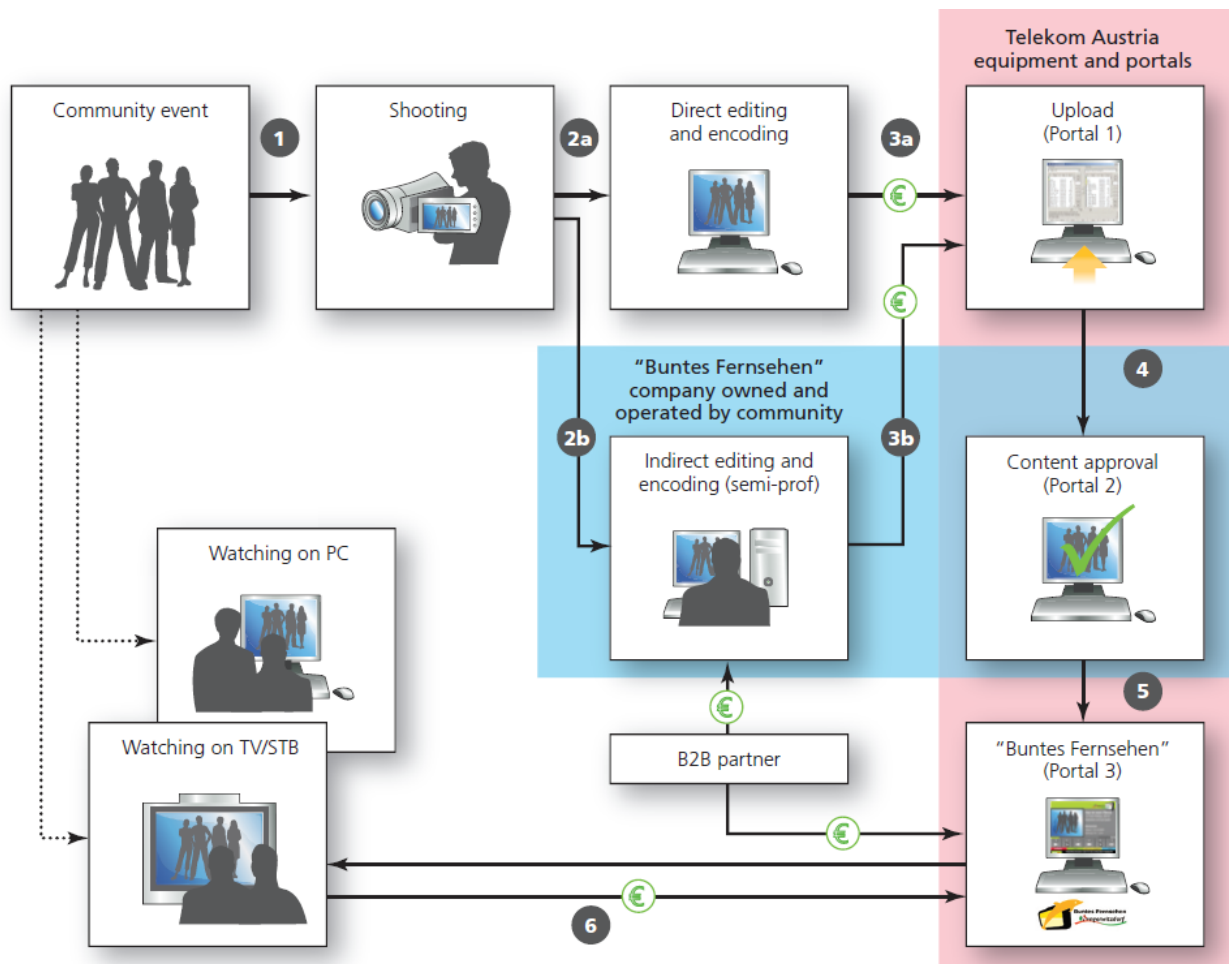 Telekom Austria
equipment and portals
Community event
1
Shooting
2a
Direct editing
and encoding
3a
€
Upload
(Portal 1)
€
4
"Buntes Fernsehen"
company owned and
operated by community
2b
3b
Indirect editing and
encoding (semi-prof)
Content approval
(Portal 2)
Watching on PC
5
€
Watching on TV/STB
B2B partner
"Buntes Fernsehen"
(Portal 3)
€
€
6
Buntes Fernsehen